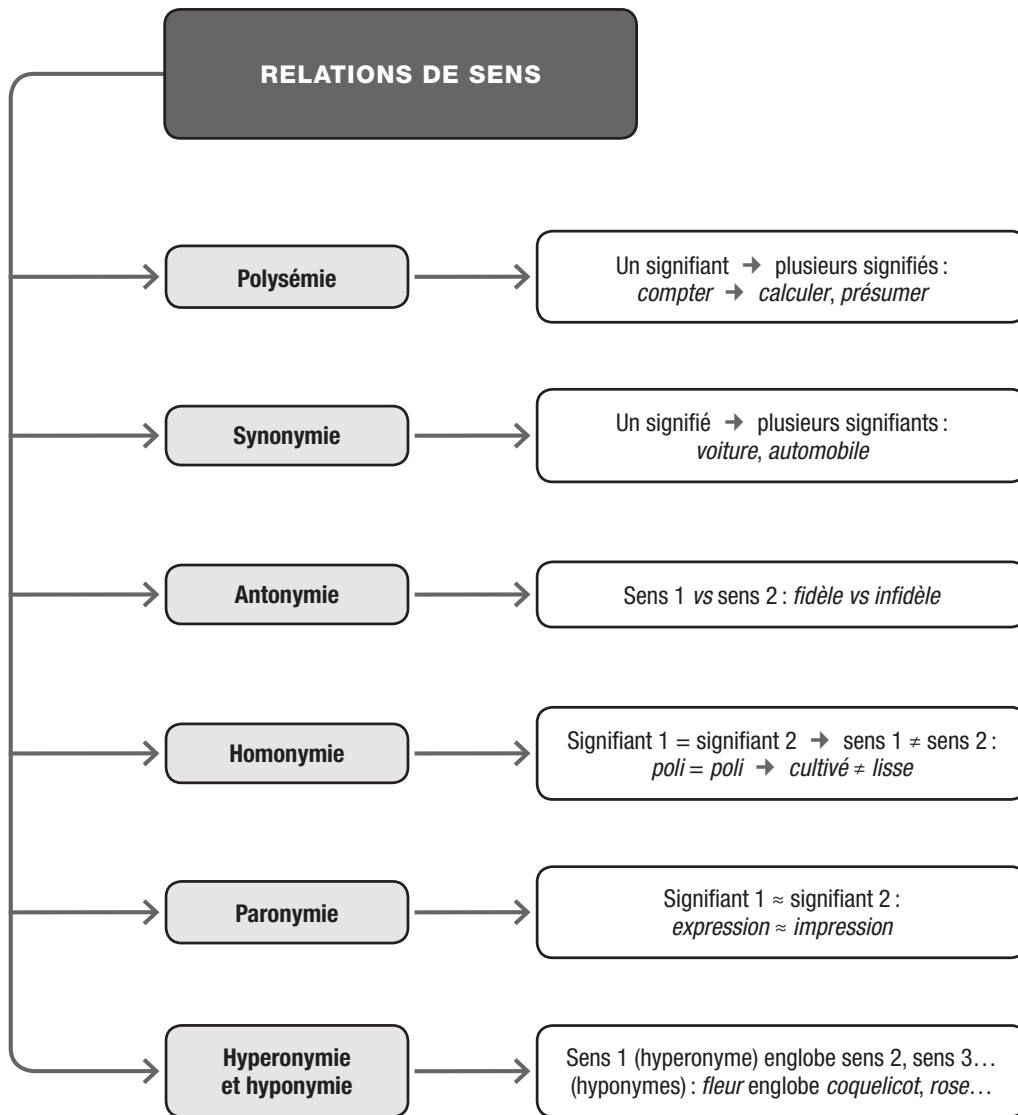 RELATIONS DE SENS
Polysémie
Un signifiant → plusieurs signifiés :
compter → calculer, présumer
Synonymie
Un signifié → plusieurs signifiants :
voiture, automobile
Antonymie
Sens 1 vs sens 2 : fidèle vs infidèle
Homonymie
Signifiant 1 = signifiant 2 → sens 1 ≠ sens 2 :
poli = poli → cultivé ≠ lisse
Paronymie
Signifiant 1 ≈ signifiant 2 :
expression ≈ impression
Hyperonymie
et hyponymie
Sens 1 (hyperonyme) englobe sens 2, sens 3…
(hyponymes) : fleur englobe coquelicot, rose…